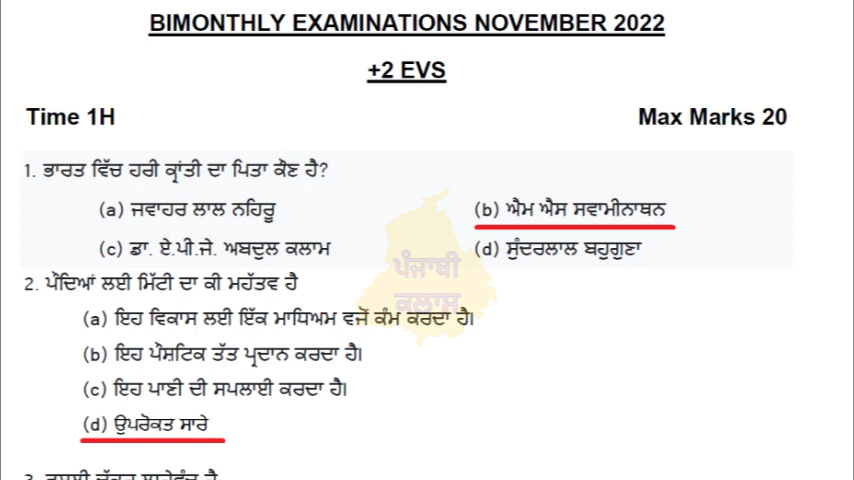 BIMONTHLY EXAMINATIONS NOVEMBER 2022
+2 EVS
Time 1H Max Marks 20
1. ਭਾਰਤ ਵਿੱਚ ਹਰੀ ਕ੍ਰਾਂਤੀ ਦਾ ਪਿਤਾ ਕੌਣ ਹੈ?
(a) ਜਵਾਹਰ ਲਾਲ ਨਹਿਰੂ (b) ਐਮ ਐਸ ਸਵਾਮੀਨਾਥਨ
(c) ਡਾ. ਏ.ਪੀ.ਜੇ. ਅਬਦੁਲ ਕਲਾਮ (d) ਸੁੰਦਰਲਾਲ ਬਹੁਗੁਣਾ
2. ਪੌਦਿਆਂ ਲਈ ਮਿੱਟੀ ਦਾ ਕੀ ਮਹੱਤਵ ਹੈ
ਪੰਜਾਬੀ
ਕਲਾਸ
(a) ਇਹ ਵਿਕਾਸ ਲਈ ਇੱਕ ਮਾਧਿਅਮ ਵਜੋਂ ਕੰਮ ਕਰਦਾ ਹੈ।
(b) ਇਹ ਪੌਸ਼ਟਿਕ ਤੱਤ ਪ੍ਰਦਾਨ ਕਰਦਾ ਹੈ।
(c) ਇਹ ਪਾਣੀ ਦੀ ਸਪਲਾਈ ਕਰਦਾ ਹੈ।
(d) ਉਪਰੋਕਤ ਸਾਰੇ